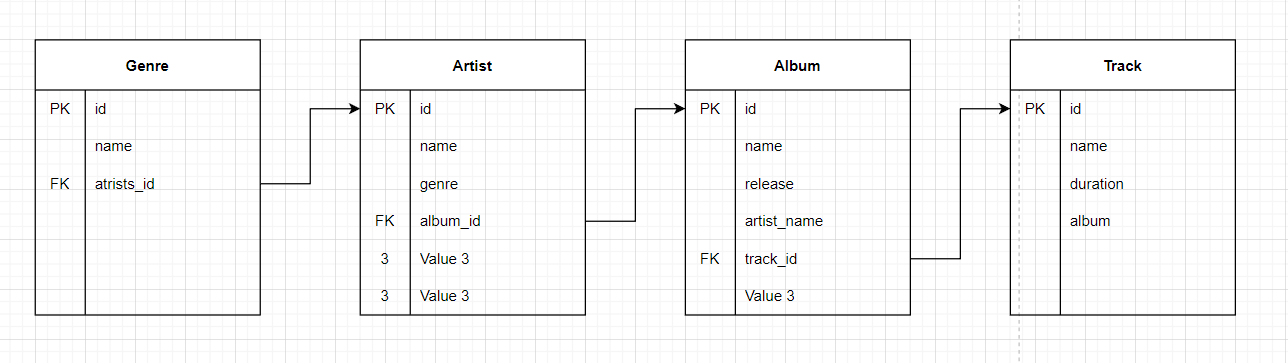 Genre
PK id
name
FK atrists_id
Artist
PK id
name
genre
FK album_id
3 Value 3
3 Value 3
Album
PK id
name
release
artist_name
FK track_id
Value 3
Track
PK id
name
duration
album